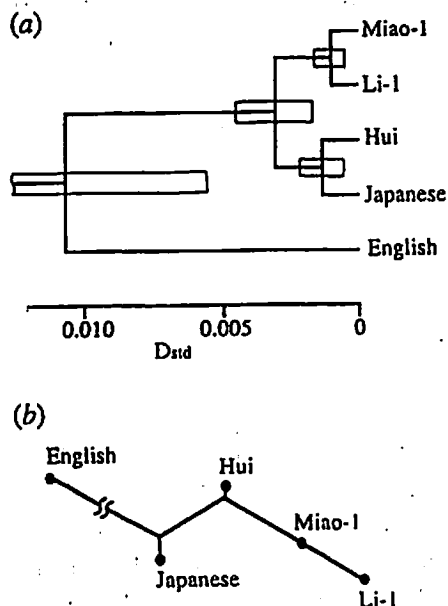 (a)
Miao-1
Li-1
Hui
Japanese
English
0.010 0.005 0
Dstd
(b)
English
Hui
Miao-1
Japanese
Li-1